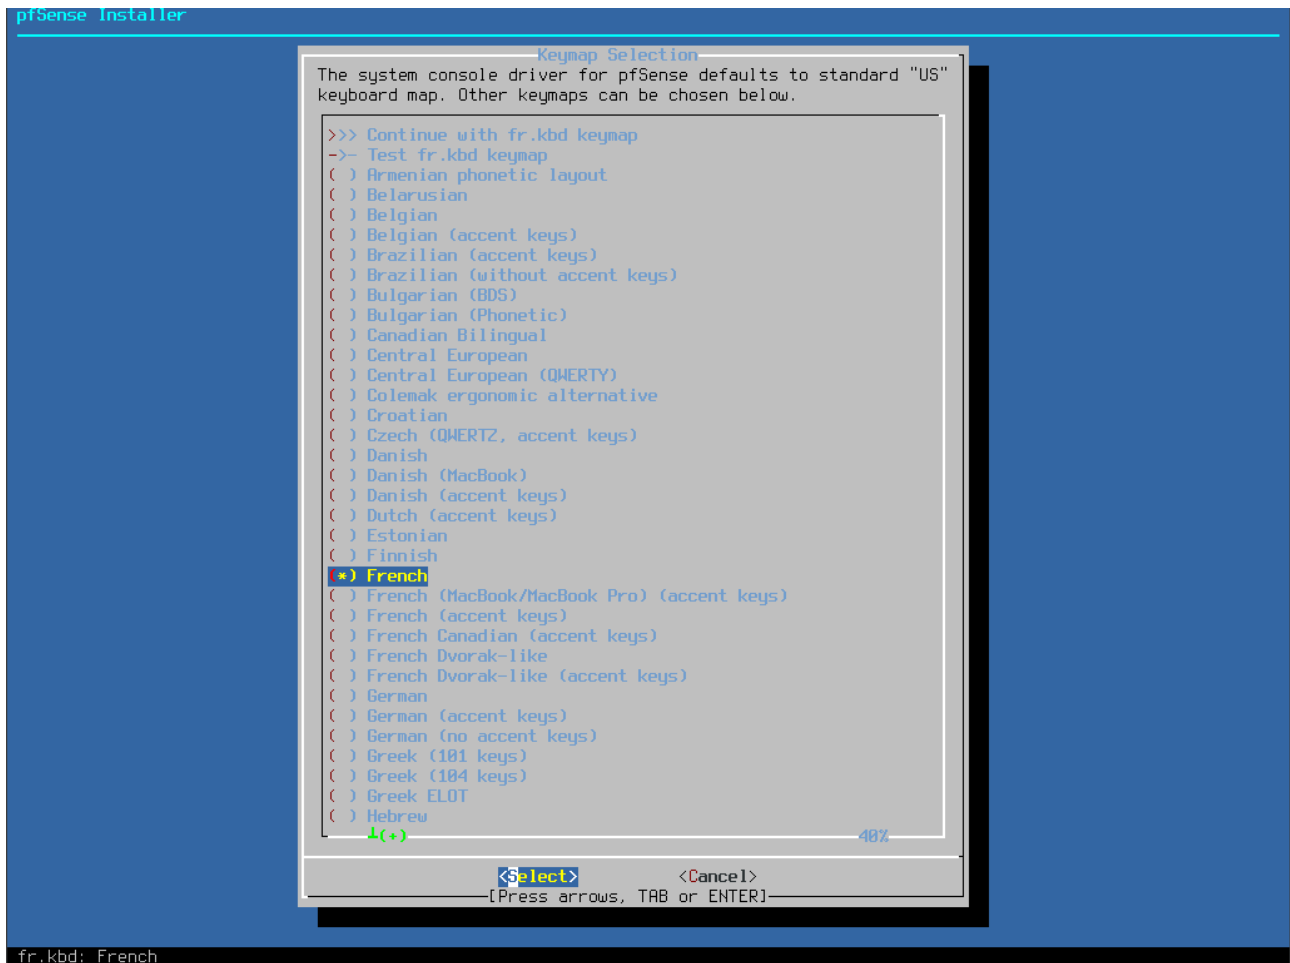 pfSense Installer
Keymap Selection
The system console driver for pfSense defaults to standard "US"
keyboard map. Other keymaps can be chosen below.
>>> Continue with fr.kbd keymap
->- Test fr.kbd keymap
( ) Armenian phonetic layout
( ) Belarusian
( ) Belgian
( ) Belgian (accent keys)
( ) Brazilian (accent keys)
( ) Brazilian (without accent keys)
( ) Bulgarian (BDS)
( ) Bulgarian (Phonetic)
( ) Canadian Bilingual
( ) Central European
( ) Central European (QWERTY)
( ) Colemak ergonomic alternative
( ) Croatian
( ) Czech (QWERTZ, accent keys)
( ) Danish
( ) Danish (MacBook)
( ) Danish (accent keys)
( ) Dutch (accent keys)
( ) Estonian
( ) Finnish
(*) French
( ) French (MacBook/MacBook Pro) (accent keys)
( ) French (accent keys)
( ) French Canadian (accent keys)
( ) French Dvorak-like
( ) French Dvorak-like (accent keys)
( ) German
( ) German (accent keys)
( ) German (no accent keys)
( ) Greek (101 keys)
( ) Greek (104 keys)
( ) Greek ELOT
( ) Hebrew
┴(+) 40%
<Select> <Cancel>
[Press arrows, TAB or ENTER]
fr.kbd: French